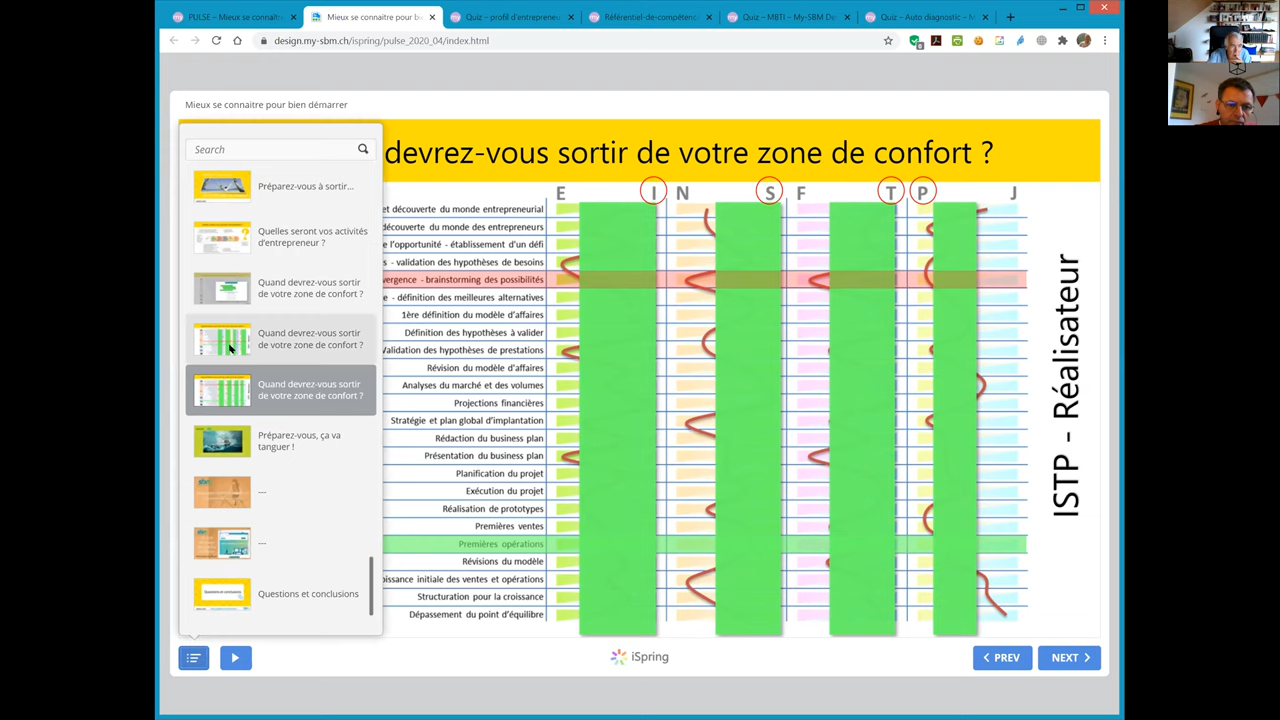 PULSE – Mieux se connaitr
Mieux se connaitre pour b
Quiz – profil d'entrepreneu
Référentiel-de-compétenc
Quiz – MBTI – My-SBM De
Quiz – Auto diagnostic – M
design.my-sbm.ch/ispring/pulse_2020_04/index.html
Mieux se connaitre pour bien démarrer
devrez-vous sortir de votre zone de confort ?
Search
Préparez-vous à sortir...
Quelles seront vos activités
d'entrepreneur ?
Quand devrez-vous sortir
de votre zone de confort ?
Quand devrez-vous sortir
de votre zone de confort ?
Quand devrez-vous sortir
de votre zone de confort ?
Préparez-vous, ça va
tanguer !
...
...
Questions et conclusions
E I N S F T P J
et découverte du monde entrepreneurial
découverte du monde des entrepreneurs
e l'opportunité - établissement d'un défi
s - validation des hypothèses de besoins
vergence - brainstorming des possibilités
e - définition des meilleures alternatives
1ère définition du modèle d'affaires
Définition des hypothèses à valider
Validation des hypothèses de prestations
Révision du modèle d'affaires
Analyses du marché et des volumes
Projections financières
Stratégie et plan global d'implantation
Rédaction du business plan
Présentation du business plan
Planification du projet
Exécution du projet
Réalisation de prototypes
Premières ventes
Premières opérations
Révisions du modèle
oissance initiale des ventes et opérations
Structuration pour la croissance
Dépassement du point d'équilibre
ISTP - Réalisateur
iSpring
PREV
NEXT